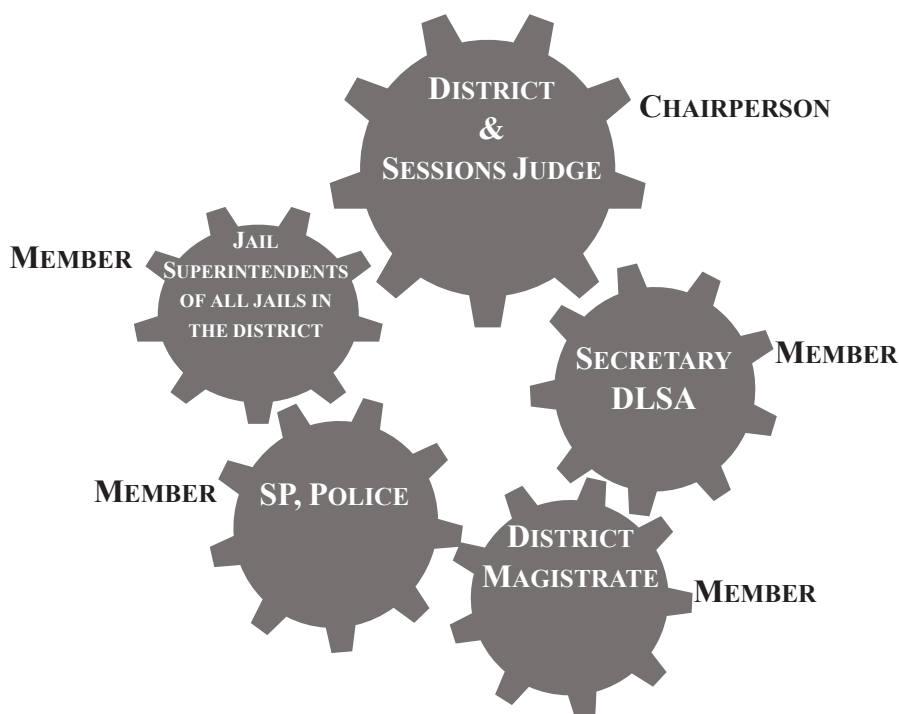 DISTRICT
&
SESSIONS JUDGE
CHAIRPERSON
JAIL
SUPERINTENDENTS
OF ALL JAILS IN
THE DISTRICT
MEMBER
SECRETARY
DLSA
MEMBER
SP, POLICE
MEMBER
DISTRICT
MAGISTRATE
MEMBER